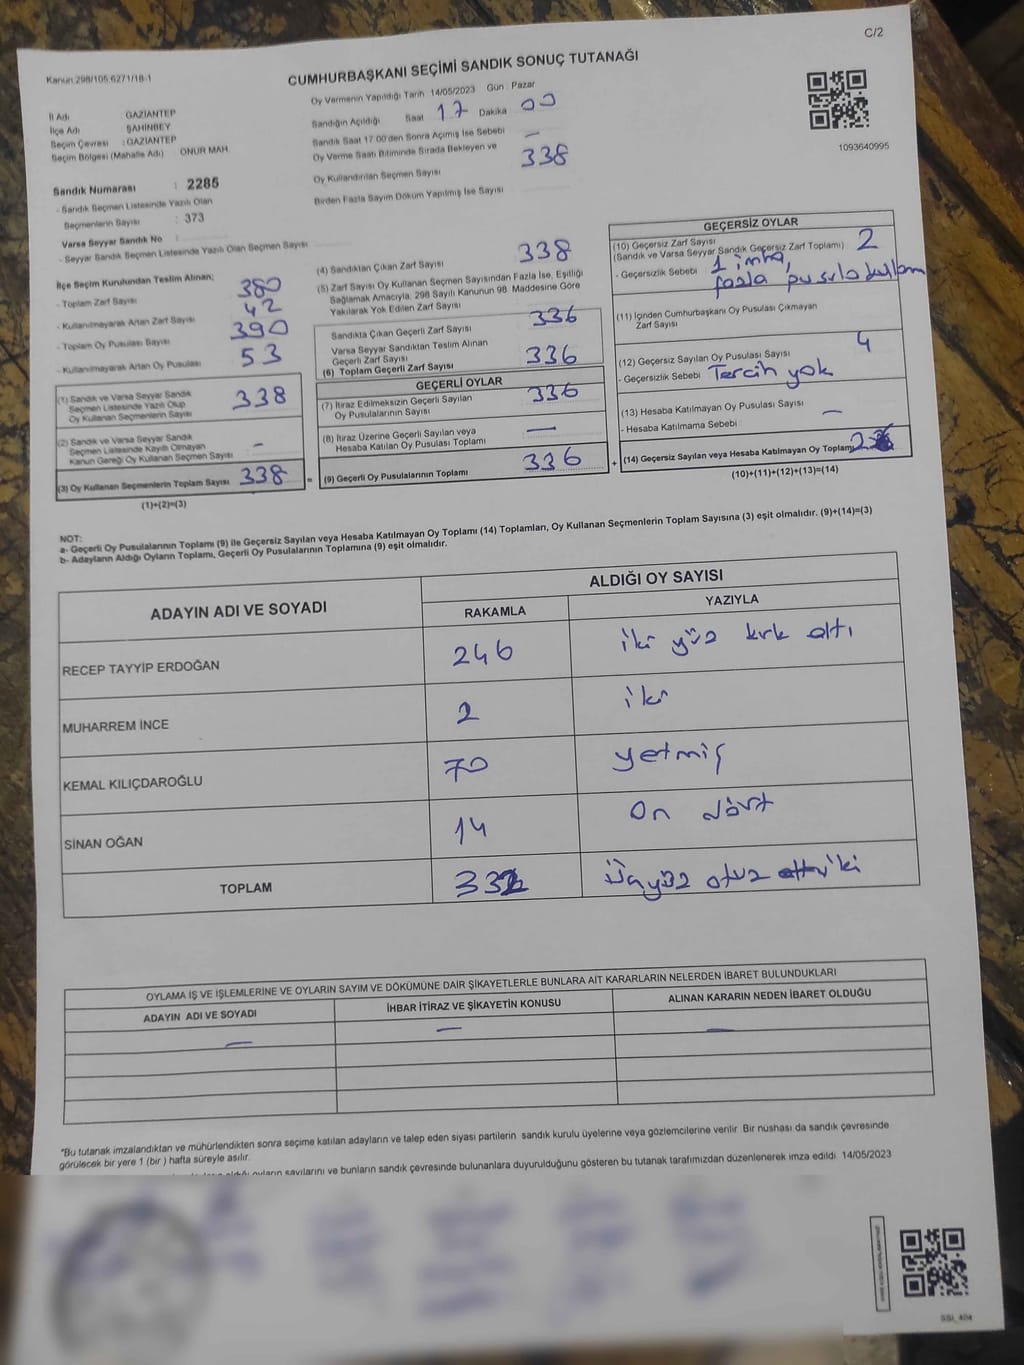 C/2
Kanun:298/105.6271/18-1
CUMHURBAŞKANI SEÇİMİ SANDIK SONUÇ TUTANAĞI
İl Adı GAZİANTEP
İlçe Adı ŞAHİNBEY
Seçim Çevresi : GAZİANTEP
Seçim Bölgesi (Mahalle Adı) ONUR MAH.
Sandık Numarası : 2285
- Sandık Seçmen Listesinde Yazılı Olan
Seçmenlerin Sayısı : 373
Varsa Seyyar Sandık No :
- Seyyar Sandık Seçmen Listesinde Yazılı Olan Seçmen Sayısı
Oy Vermenin Yapıldığı Tarih 14/05/2023 Gün : Pazar
Sandığın Açıldığı Saat 17 Dakika 00
Sandık Saat 17:00'den Sonra Açımış İse Sebebi —
Oy Verme Saati Bitiminde Sırada Bekleyen ve
Oy Kullandırılan Seçmen Sayısı 338
Birden Fazla Sayım Döküm Yapılmış İse Sayısı
1093640995
İlçe Seçim Kurulundan Teslim Alınan;
- Toplam Zarf Sayısı 380
- Kullanılmayarak Artan Zarf Sayısı 42
- Toplam Oy Pusulası Sayısı 390
- Kullanılmayarak Artan Oy Pusulası 53
(1) Sandık ve Varsa Seyyar Sandık
Seçmen Listesinde Yazılı Olup
Oy Kullanan Seçmenlerin Sayısı 338
(2) Sandık ve Varsa Seyyar Sandık
Seçmen Listesinde Kayıtlı Olmayan
Kanun Gereği Oy Kullanan Seçmen Sayısı -
(3) Oy Kullanan Seçmenlerin Toplam Sayısı 338 =
(1)+(2)=(3)
(4) Sandıktan Çıkan Zarf Sayısı 338
(5) Zarf Sayısı Oy Kullanan Seçmen Sayısından Fazla İse, Eşitliği
Sağlamak Amacıyla; 298 Sayılı Kanunun 98. Maddesine Göre
Yakılarak Yok Edilen Zarf Sayısı
Sandıkta Çıkan Geçerli Zarf Sayısı 336
Varsa Seyyar Sandıktan Teslim Alınan
Geçerli Zarf Sayısı
(6) Toplam Geçerli Zarf Sayısı 336
GEÇERLİ OYLAR
(7) İtiraz Edilmeksizin Geçerli Sayılan
Oy Pusulalarının Sayısı 336
(8) İtiraz Üzerine Geçerli Sayılan veya
Hesaba Katılan Oy Pusulası Toplamı —
(9) Geçerli Oy Pusulalarının Toplamı 336 +
GEÇERSİZ OYLAR
(10) Geçersiz Zarf Sayısı
(Sandık ve Varsa Seyyar Sandık Geçersiz Zarf Toplamı) 2
- Geçersizlik Sebebi 1 imha,
fazla pusula
(11) İçinden Cumhurbaşkanı Oy Pusulası Çıkmayan
Zarf Sayısı
(12) Geçersiz Sayılan Oy Pusulası Sayısı 4
- Geçersizlik Sebebi Tercih yok
(13) Hesaba Katılmayan Oy Pusulası Sayısı —
- Hesaba Katılmama Sebebi
(14) Geçersiz Sayılan veya Hesaba Katılmayan Oy Toplamı
(10)+(11)+(12)+(13)=(14)
NOT:
a- Geçerli Oy Pusulalarının Toplamı (9) ile Geçersiz Sayılan veya Hesaba Katılmayan Oy Toplamı (14) Toplamları, Oy Kullanan Seçmenlerin Toplam Sayısına (3) eşit olmalıdır. (9)+(14)=(3)
b- Adayların Aldığı Oyların Toplamı, Geçerli Oy Pusulalarının Toplamına (9) eşit olmalıdır.
ADAYIN ADI VE SOYADI ALDIĞI OY SAYISI
RAKAMLA YAZIYLA
RECEP TAYYİP ERDOĞAN 246 iki yüz kırk altı
MUHARREM İNCE 2 iki
KEMAL KILIÇDAROĞLU 70 yetmiş
SİNAN OĞAN 14 On dört
TOPLAM 332 Üçyüz otuz iki
OYLAMA İŞ VE İŞLEMLERİNE VE OYLARIN SAYIM VE DÖKÜMÜNE DAİR ŞİKAYETLERLE BUNLARA AİT KARARLARIN NELERDEN İBARET BULUNDUKLARI
ADAYIN ADI VE SOYADI İHBAR İTİRAZ VE ŞİKAYETİN KONUSU ALINAN KARARIN NEDEN İBARET OLDUĞU
— — —
"Bu tutanak imzalandıktan ve mühürlendikten sonra seçime katılan adayların ve talep eden siyasi partilerin sandık kurulu üyelerine veya gözlemcilerine verilir. Bir nüshası da sandık çevresinde
görülecek bir yere 1 (bir) hafta süreyle asılır.
oyların sayılarını ve bunların sandık çevresinde bulunanlara duyurulduğunu gösteren bu tutanak tarafımızdan düzenlenerek imza edildi. 14/05/2023